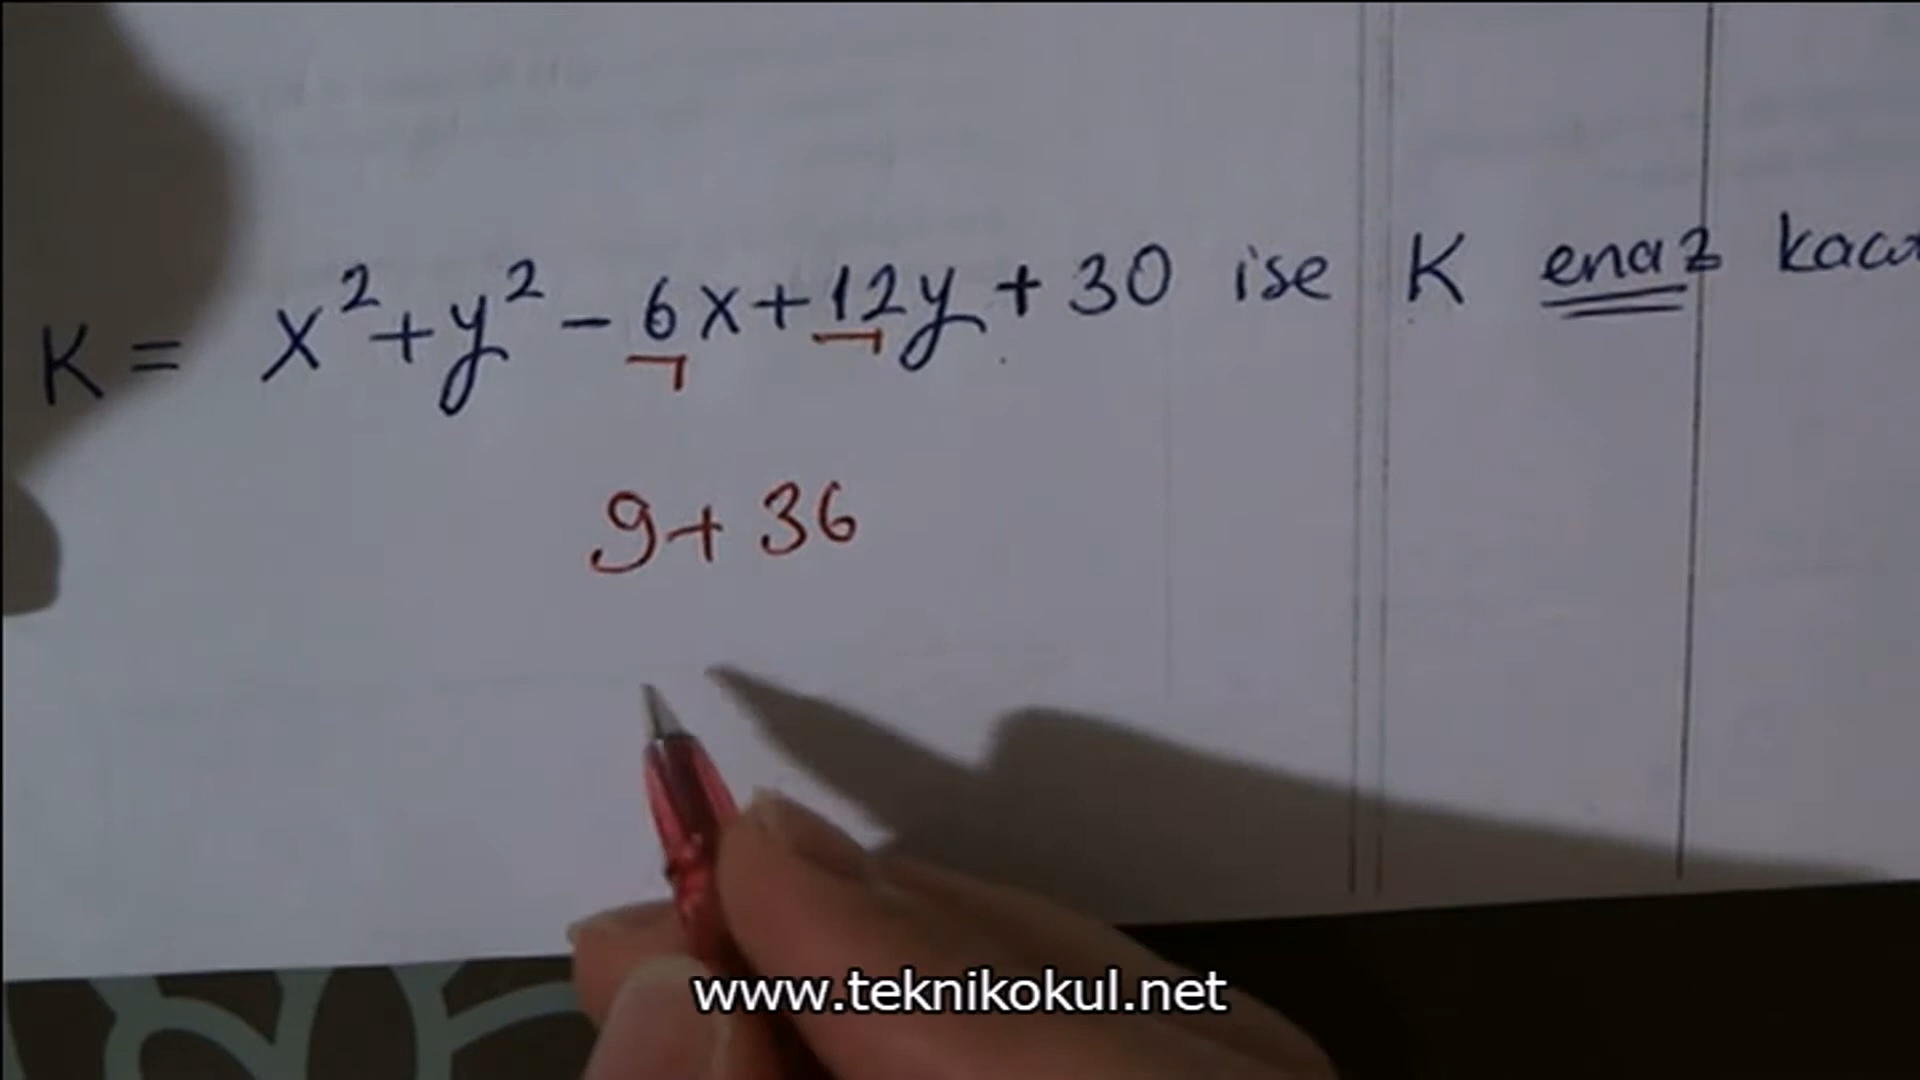 K = x² + y² - 6x + 12y + 30 ise K enaz
9 + 36
www.teknikokul.net